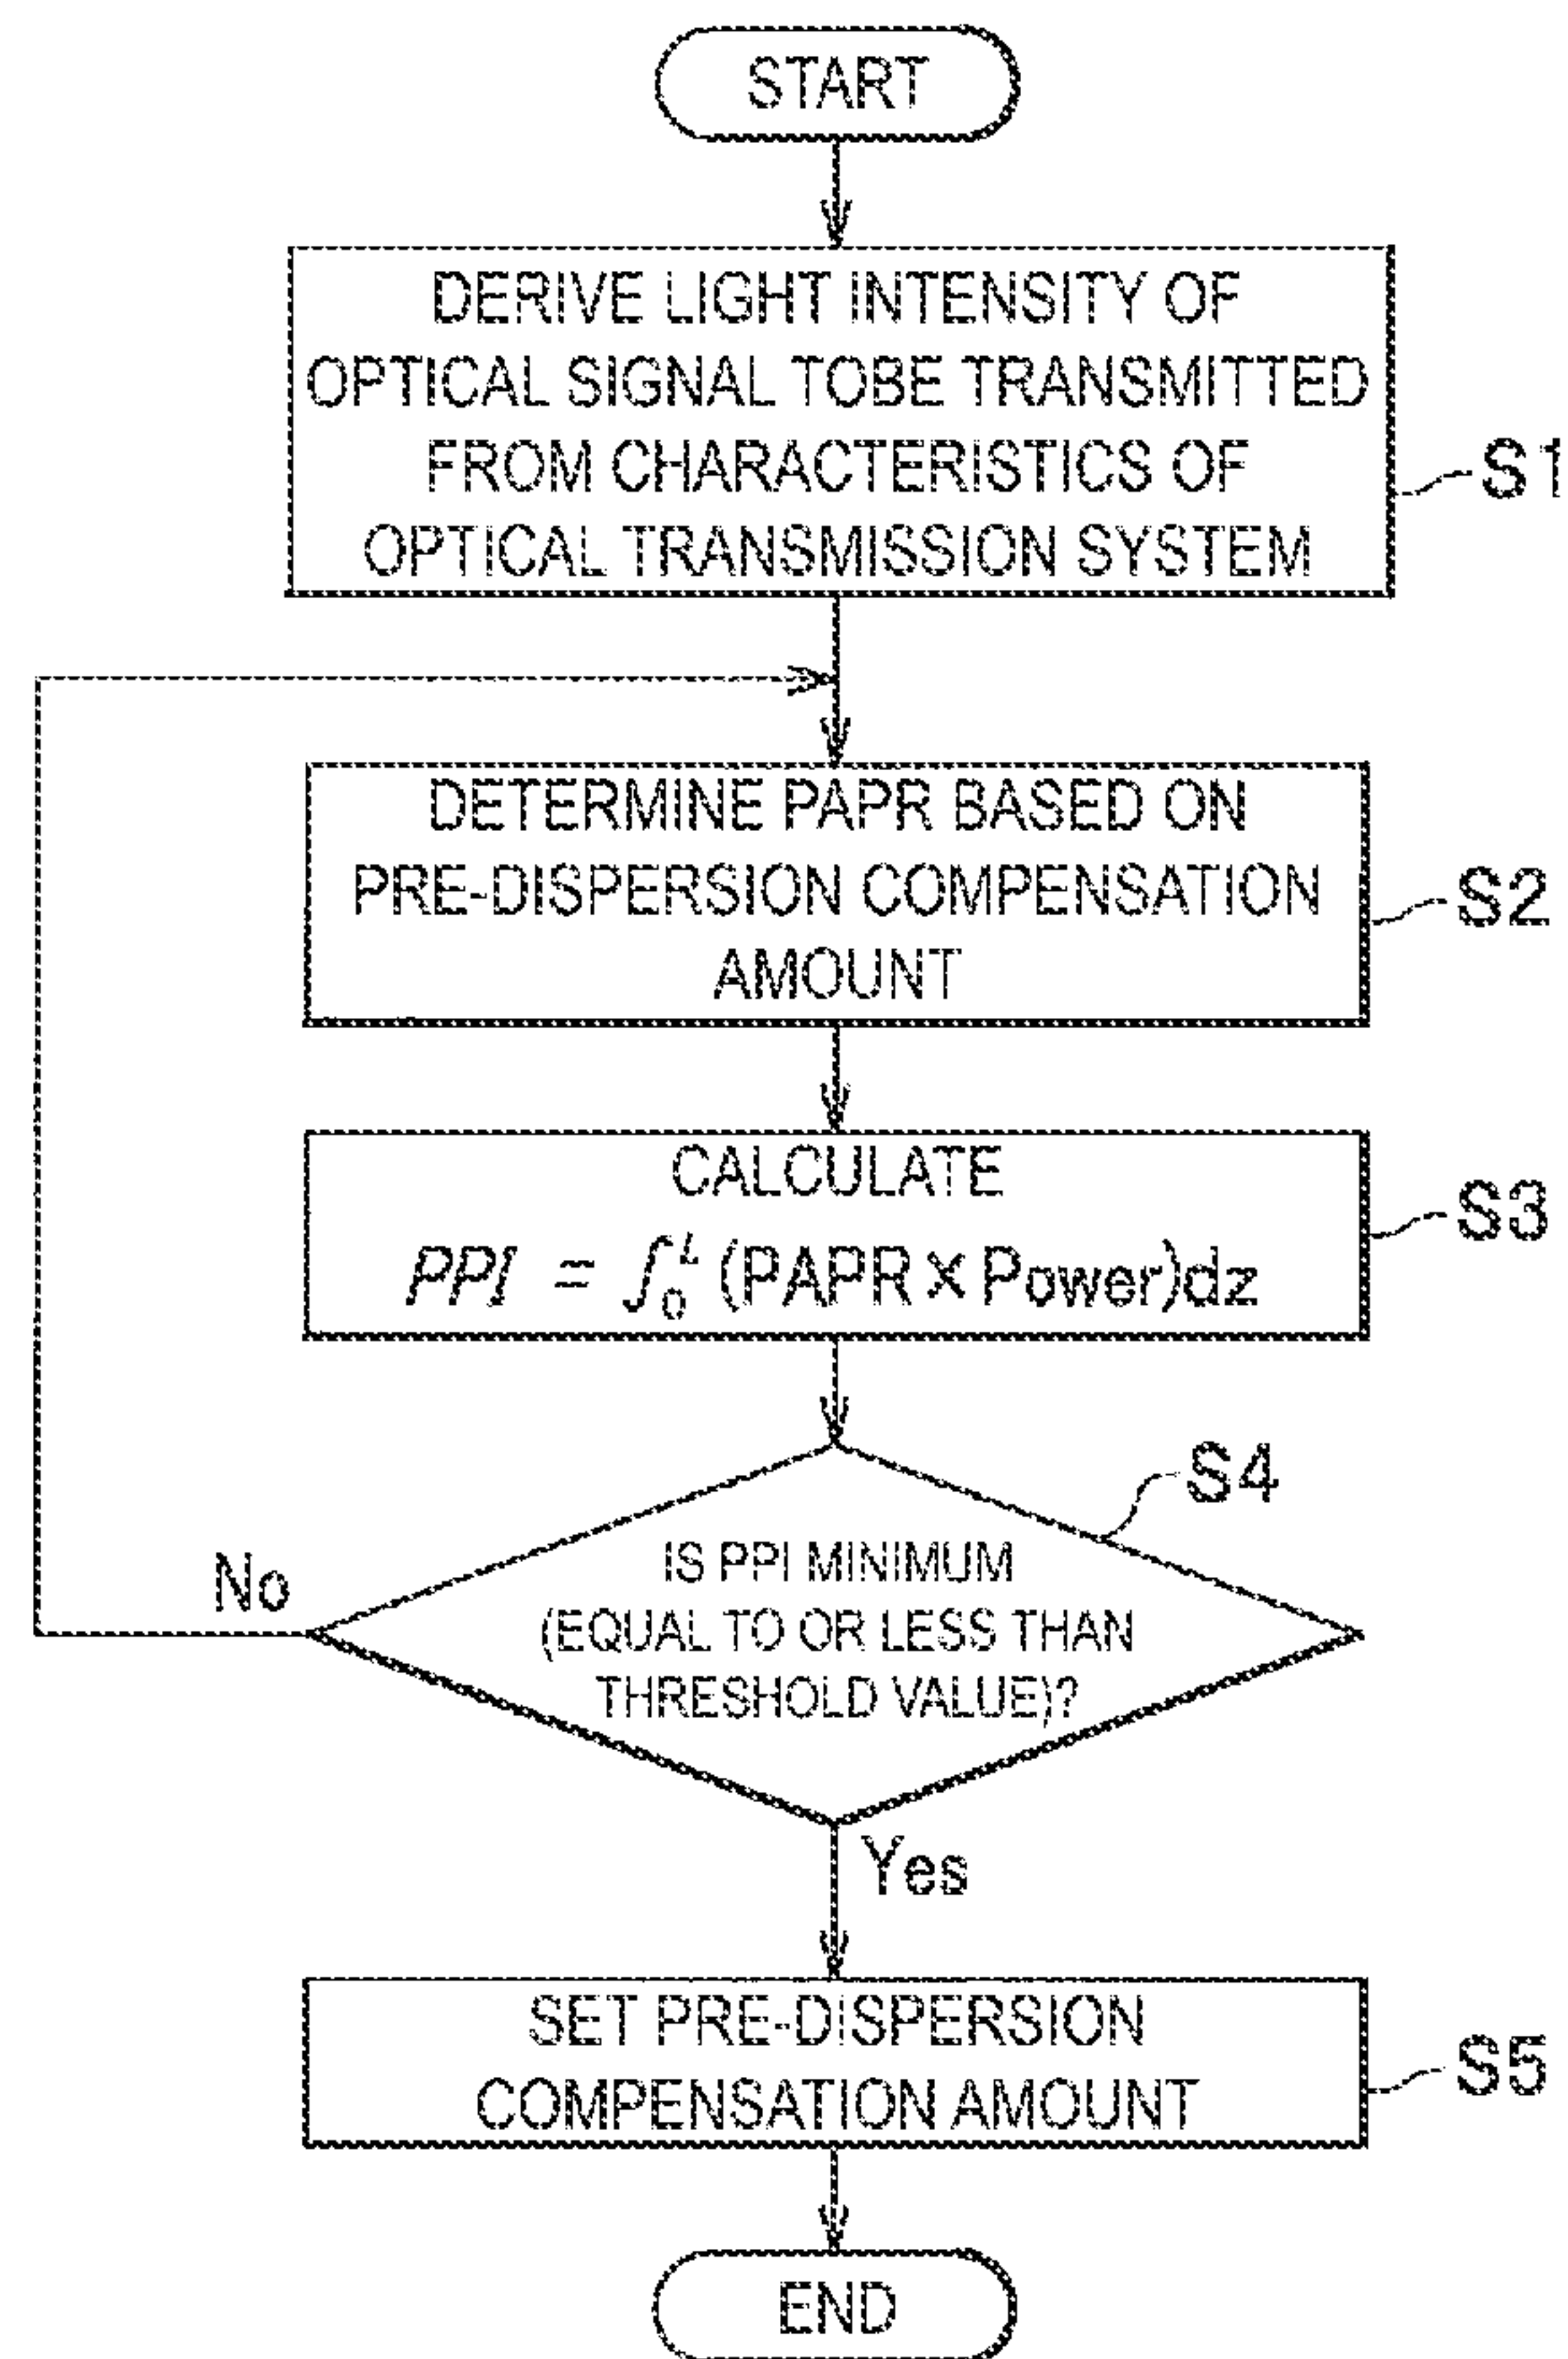 START
DERIVE LIGHT INTENSITY OF
OPTICAL SIGNAL TOBE TRANSMITTED
FROM CHARACTERISTICS OF
OPTICAL TRANSMISSION SYSTEM
S1
DETERMINE PAPR BASED ON
PRE-DISPERSION COMPENSATION
AMOUNT
S2
CALCULATE
PPI = ∫₀ᴸ (PAPR × Power)dz
S3
S4
IS PPI MINIMUM
(EQUAL TO OR LESS THAN
THRESHOLD VALUE)?
No
Yes
SET PRE-DISPERSION
COMPENSATION AMOUNT
S5
END